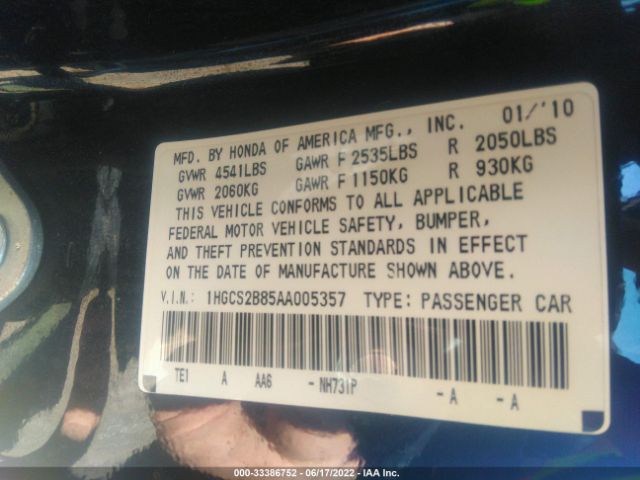 01/'10
MFD. BY HONDA OF AMERICA MFG., INC.
GVWR 4541LBS GAWR F 2535LBS R 2050LBS
GVWR 2060KG GAWR F 1150KG R 930KG
THIS VEHICLE CONFORMS TO ALL APPLICABLE
FEDERAL MOTOR VEHICLE SAFETY, BUMPER,
AND THEFT PREVENTION STANDARDS IN EFFECT
ON THE DATE OF MANUFACTURE SHOWN ABOVE.
V.I.N.: 1HGCS2B85AA005357 TYPE: PASSENGER CAR
TE1 A AA6 - NH731P - A - A
000-33386752 - 06/17/2022 - IAA Inc.